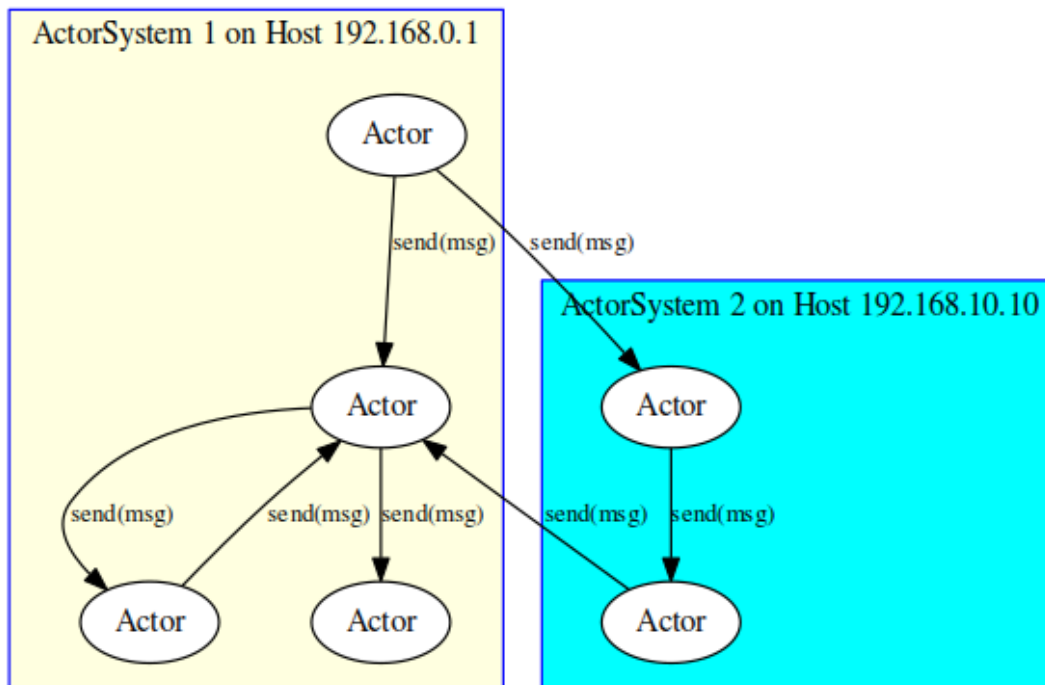 ActorSystem 1 on Host 192.168.0.1
Actor
send(msg)
send(msg)
ActorSystem 2 on Host 192.168.10.10
Actor
Actor
send(msg)
send(msg)
send(msg)
send(msg)
send(msg)
Actor
Actor
Actor